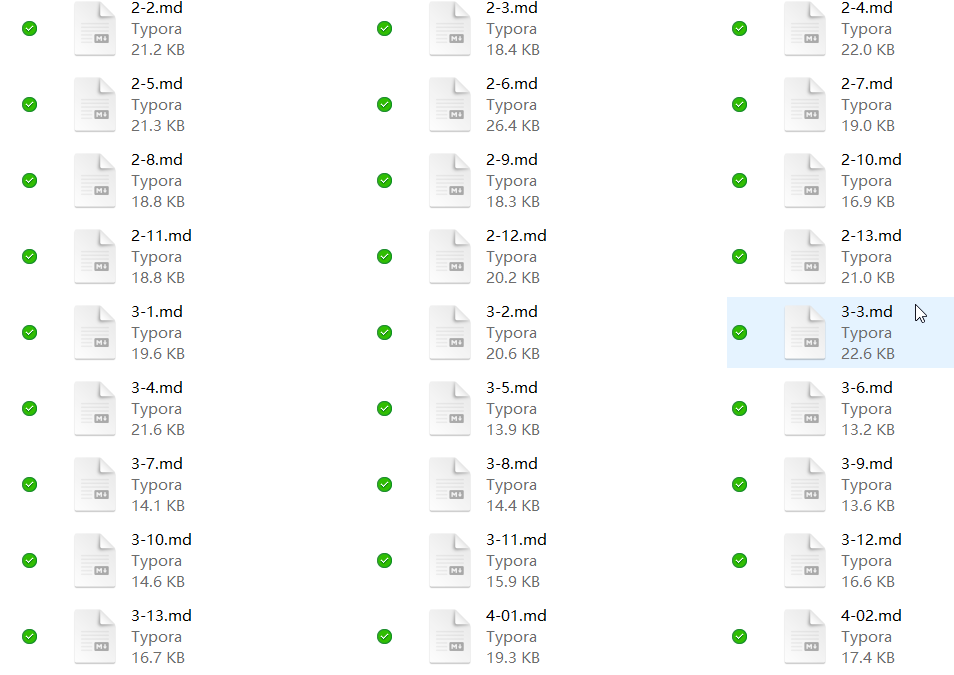 2-2.md
Typora
21.2 KB
2-3.md
Typora
18.4 KB
2-4.md
Typora
22.0 KB
2-5.md
Typora
21.3 KB
2-6.md
Typora
26.4 KB
2-7.md
Typora
19.0 KB
2-8.md
Typora
18.8 KB
2-9.md
Typora
18.3 KB
2-10.md
Typora
16.9 KB
2-11.md
Typora
18.8 KB
2-12.md
Typora
20.2 KB
2-13.md
Typora
21.0 KB
3-1.md
Typora
19.6 KB
3-2.md
Typora
20.6 KB
3-3.md
Typora
22.6 KB
3-4.md
Typora
21.6 KB
3-5.md
Typora
13.9 KB
3-6.md
Typora
13.2 KB
3-7.md
Typora
14.1 KB
3-8.md
Typora
14.4 KB
3-9.md
Typora
13.6 KB
3-10.md
Typora
14.6 KB
3-11.md
Typora
15.9 KB
3-12.md
Typora
16.6 KB
3-13.md
Typora
16.7 KB
4-01.md
Typora
19.3 KB
4-02.md
Typora
17.4 KB